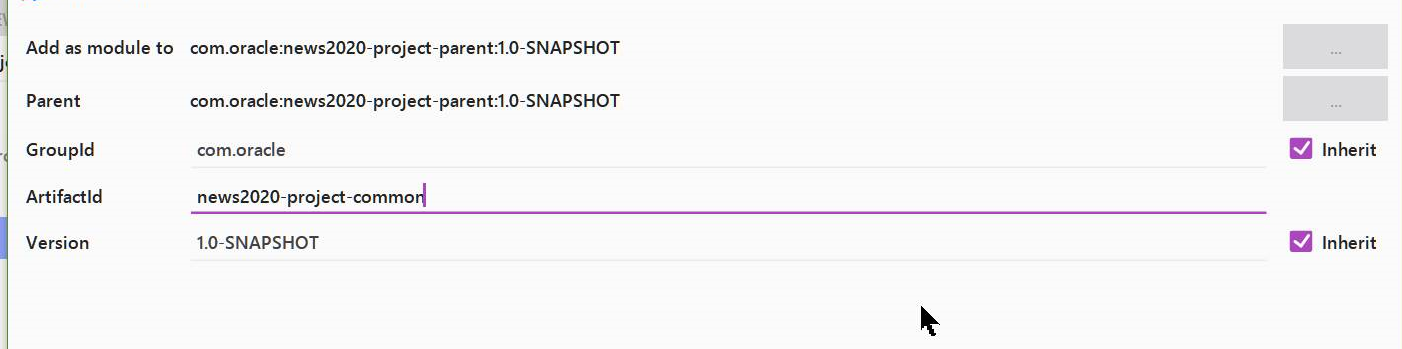 Add as module to com.oracle:news2020-project-parent:1.0-SNAPSHOT ...
Parent com.oracle:news2020-project-parent:1.0-SNAPSHOT ...
GroupId com.oracle Inherit
ArtifactId news2020-project-common
Version 1.0-SNAPSHOT Inherit